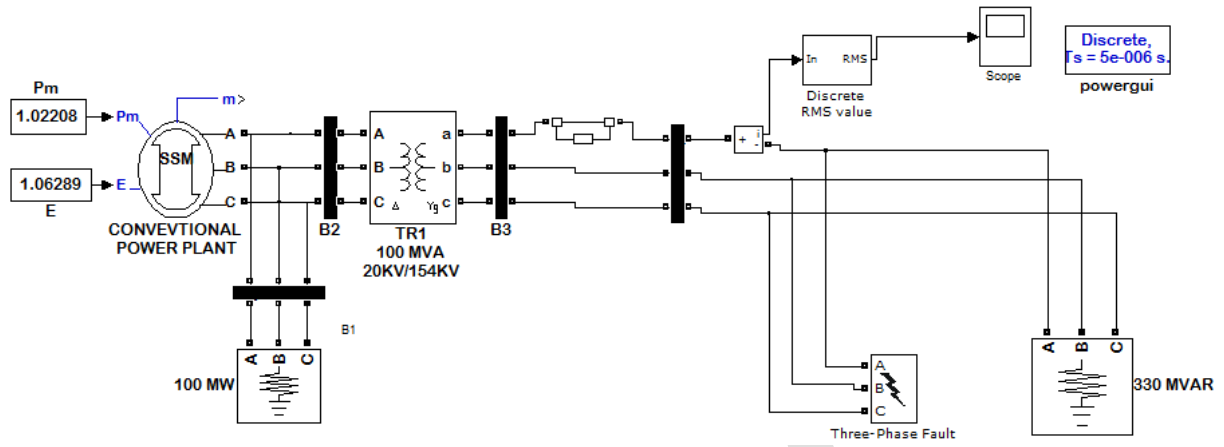 Pm
1.02208
Pm
m
SSM
1.06289
E
E
A
B
C
CONVEVTIONAL
POWER PLANT
B2
A
B
C
Δ
Yg
a
b
c
TR1
100 MVA
20KV/154KV
B3
+
i
-
In
RMS
Discrete
RMS value
Scope
Discrete,
Ts = 5e-006 s.
powergui
B1
A
B
C
100 MW
A
B
C
Three-Phase Fault
A
B
C
330 MVAR